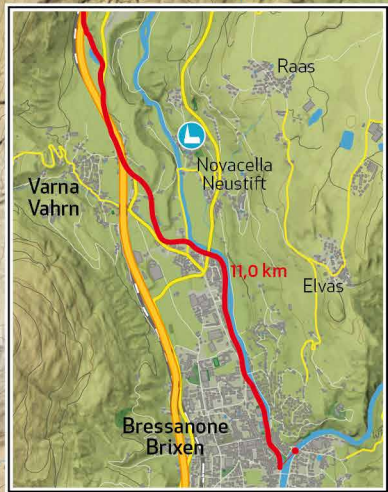 Raas
Novacella
Neustift
Varna
Vahrn
11,0 km
Elvas
Bressanone
Brixen